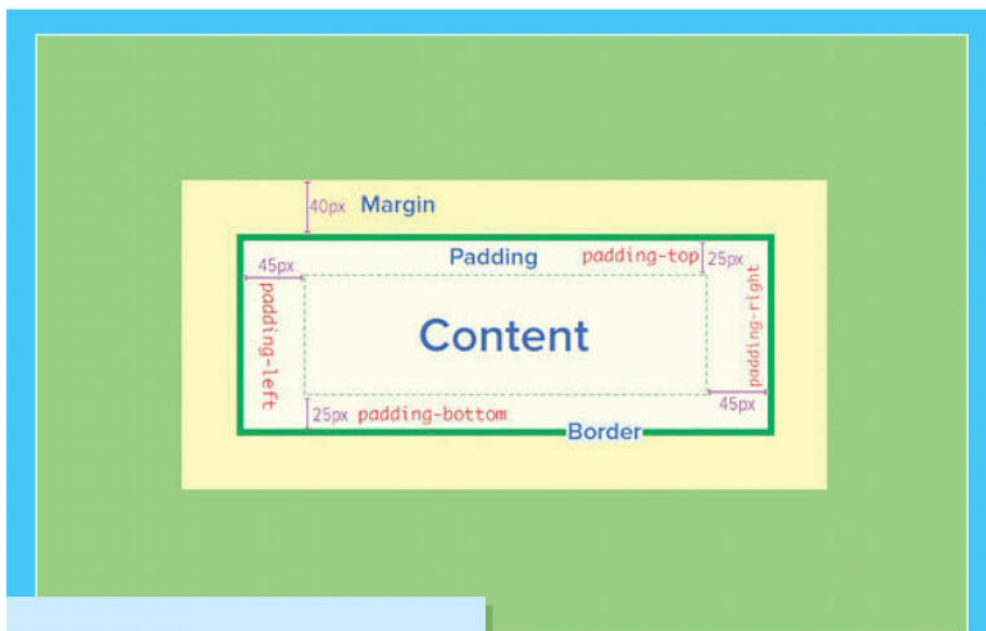 40px Margin
Padding padding-top 25px
45px
padding-left
padding-right
Content
45px
25px padding-bottom
Border